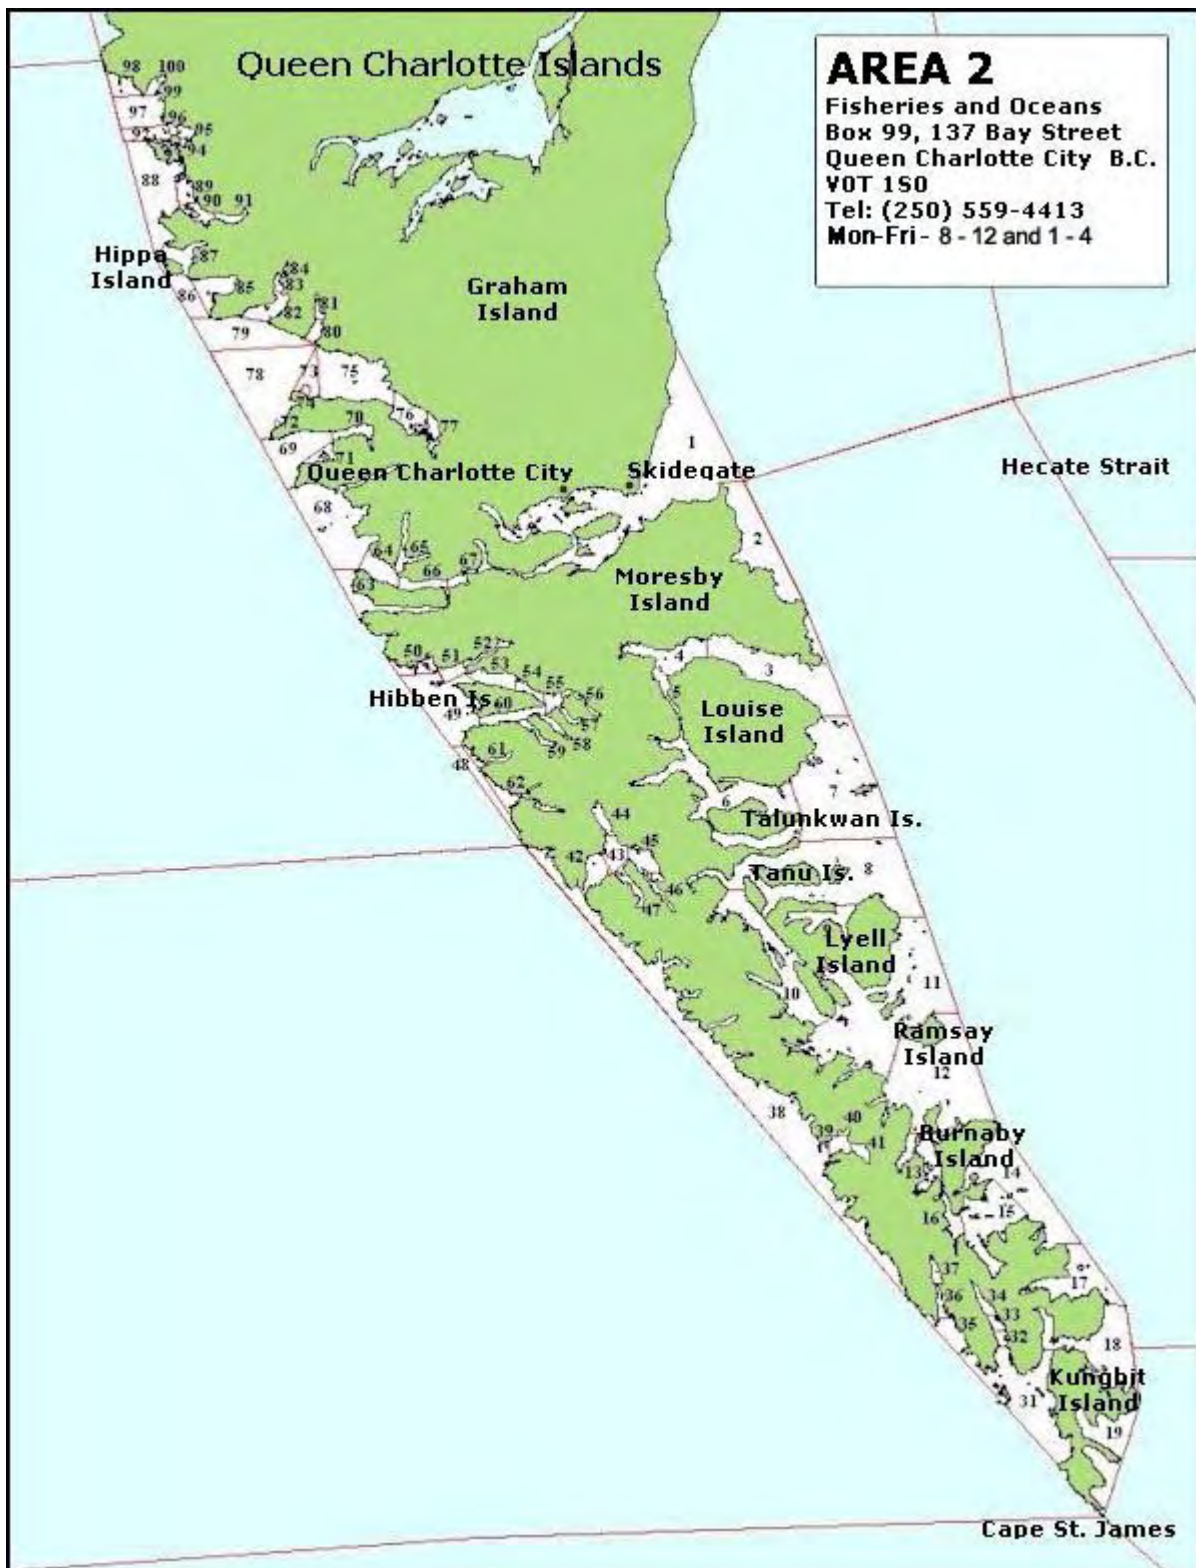 Queen Charlotte Islands
AREA 2
Fisheries and Oceans
Box 99, 137 Bay Street
Queen Charlotte City B.C.
V0T 1S0
Tel: (250) 559-4413
Mon-Fri - 8 - 12 and 1 - 4
98 100
99
97
96
92 95
94
88
89
90 91
Hippa
Island
87
84
86 85 83
82 81
79 80
Graham
Island
78 73 75
74
72 70 76 77
69 71
1
Queen Charlotte City
Skidegate
Hecate Strait
68
2
64 65 67
63 66
Moresby
Island
50 51 52
53 54
4 3
Hibben Is.
49 60 55 56
57
58
59
5
Louise
Island
48 61
62
6 7
44
Talunkwan Is.
42 43 45
46
47
Tanu Is.
8
Lyell
Island
10 11
Ramsay
Island
12
38 39 40
41
Burnaby
Island
13 14
16 15
37 17
36 34
35 33
32 18
Kungbit
Island
31
19
Cape St. James